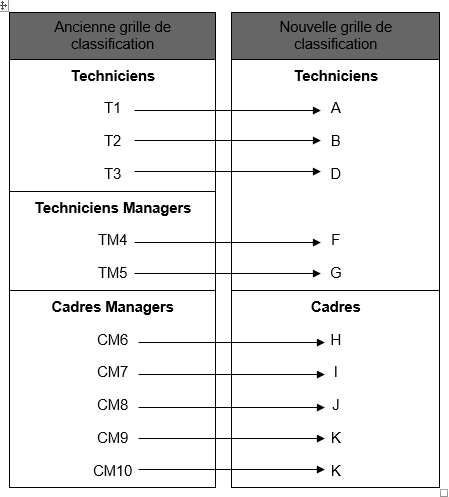 Ancienne grille de
classification
Nouvelle grille de
classification
Techniciens
Techniciens
T1
A
T2
B
T3
D
Techniciens Managers
TM4
F
TM5
G
Cadres Managers
Cadres
CM6
H
CM7
I
CM8
J
CM9
K
CM10
K